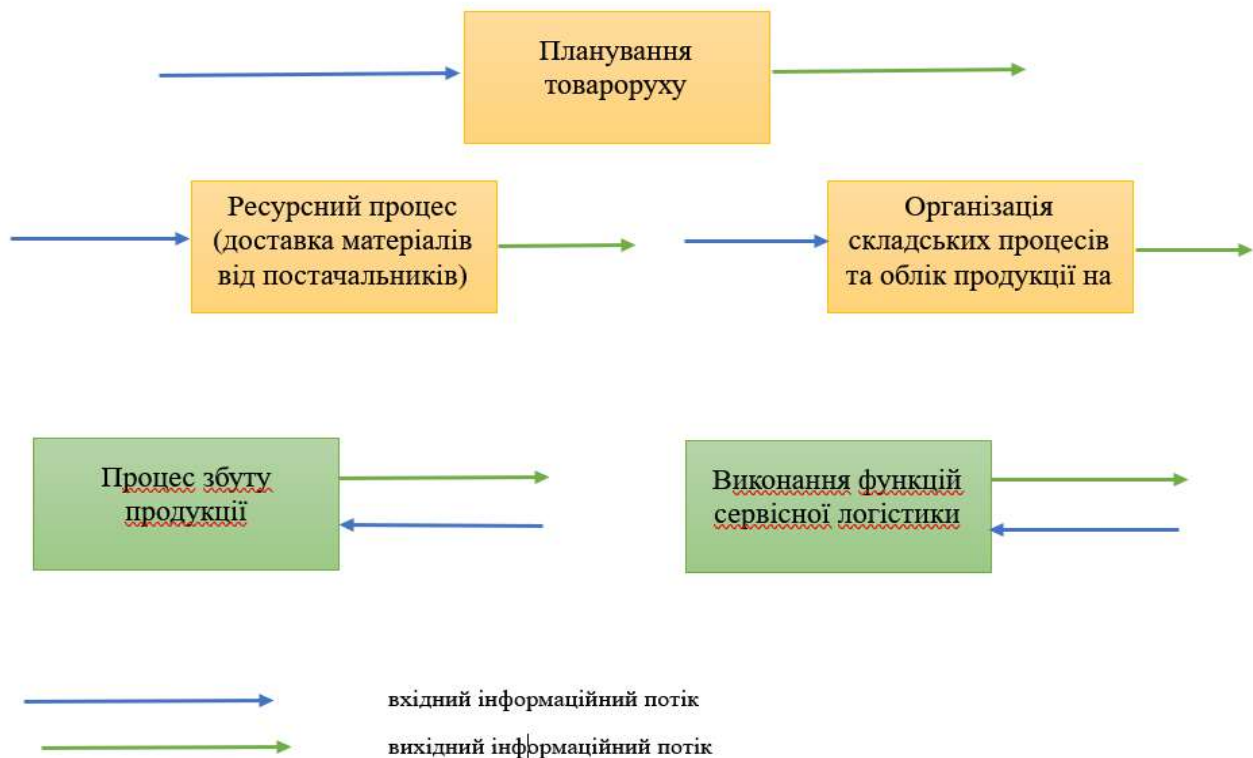 Планування
товароруху
Ресурсний процес
(доставка матеріалів
від постачальників)
Організація
складських процесів
та облік продукції на
Процес збуту
продукції
Виконання функцій
сервісної логістики
вхідний інформаційний потік
вихідний інформаційний потік